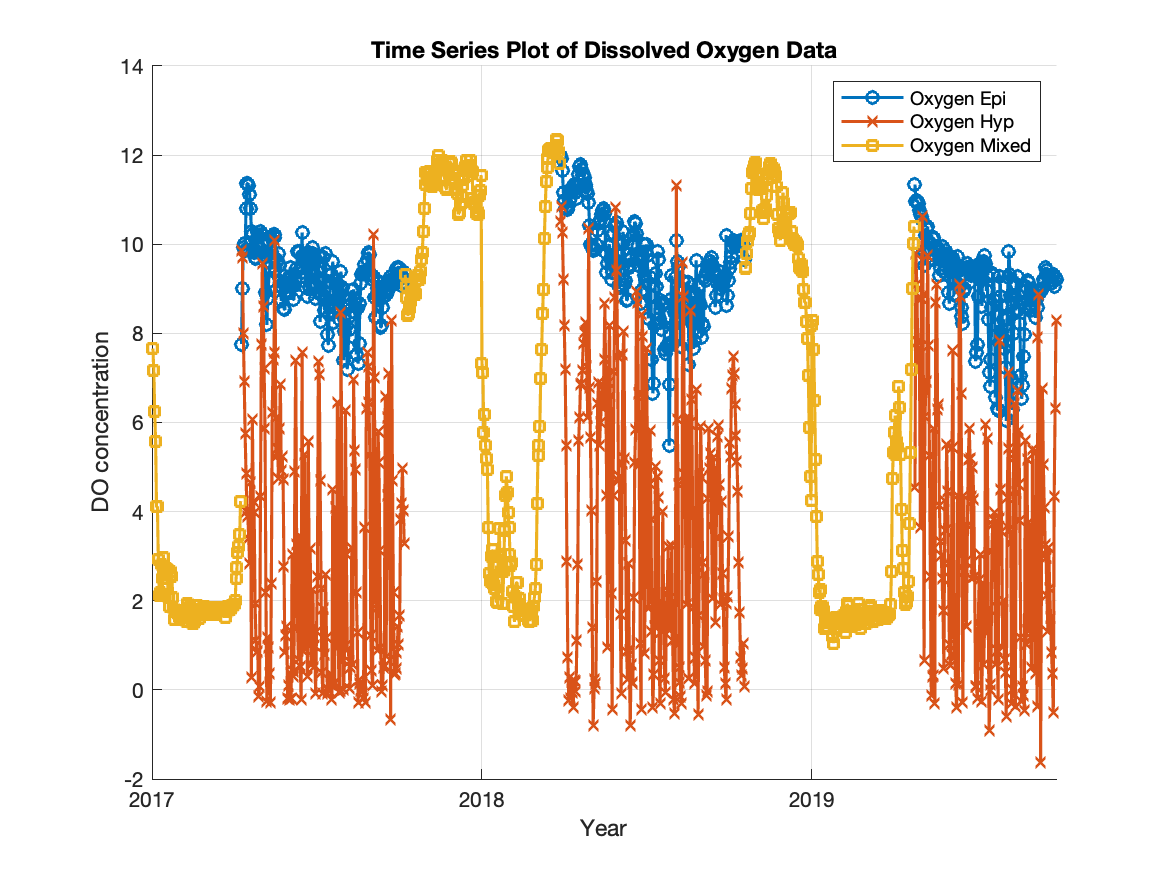 Time Series Plot of Dissolved Oxygen Data
14
12
10
8
6
4
2
0
-2
DO concentration
Oxygen Epi
Oxygen Hyp
Oxygen Mixed
2017
2018
2019
Year